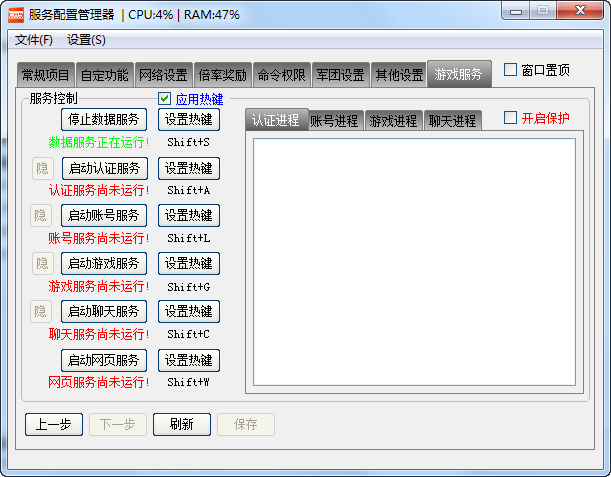 服务配置管理器 | CPU:4% | RAM:47%
文件(F) 设置(S)
常规项目 自定功能 网络设置 倍率奖励 命令权限 军团设置 其他设置 游戏服务 窗口置顶
服务控制 应用热键
停止数据服务 设置热键
数据服务正在运行! Shift+S
认证进程 账号进程 游戏进程 聊天进程 开启保护
隐 启动认证服务 设置热键
认证服务尚未运行! Shift+A
隐 启动账号服务 设置热键
账号服务尚未运行! Shift+L
隐 启动游戏服务 设置热键
游戏服务尚未运行! Shift+G
隐 启动聊天服务 设置热键
聊天服务尚未运行! Shift+C
启动网页服务 设置热键
网页服务尚未运行! Shift+W
上一步 下一步 刷新 保存